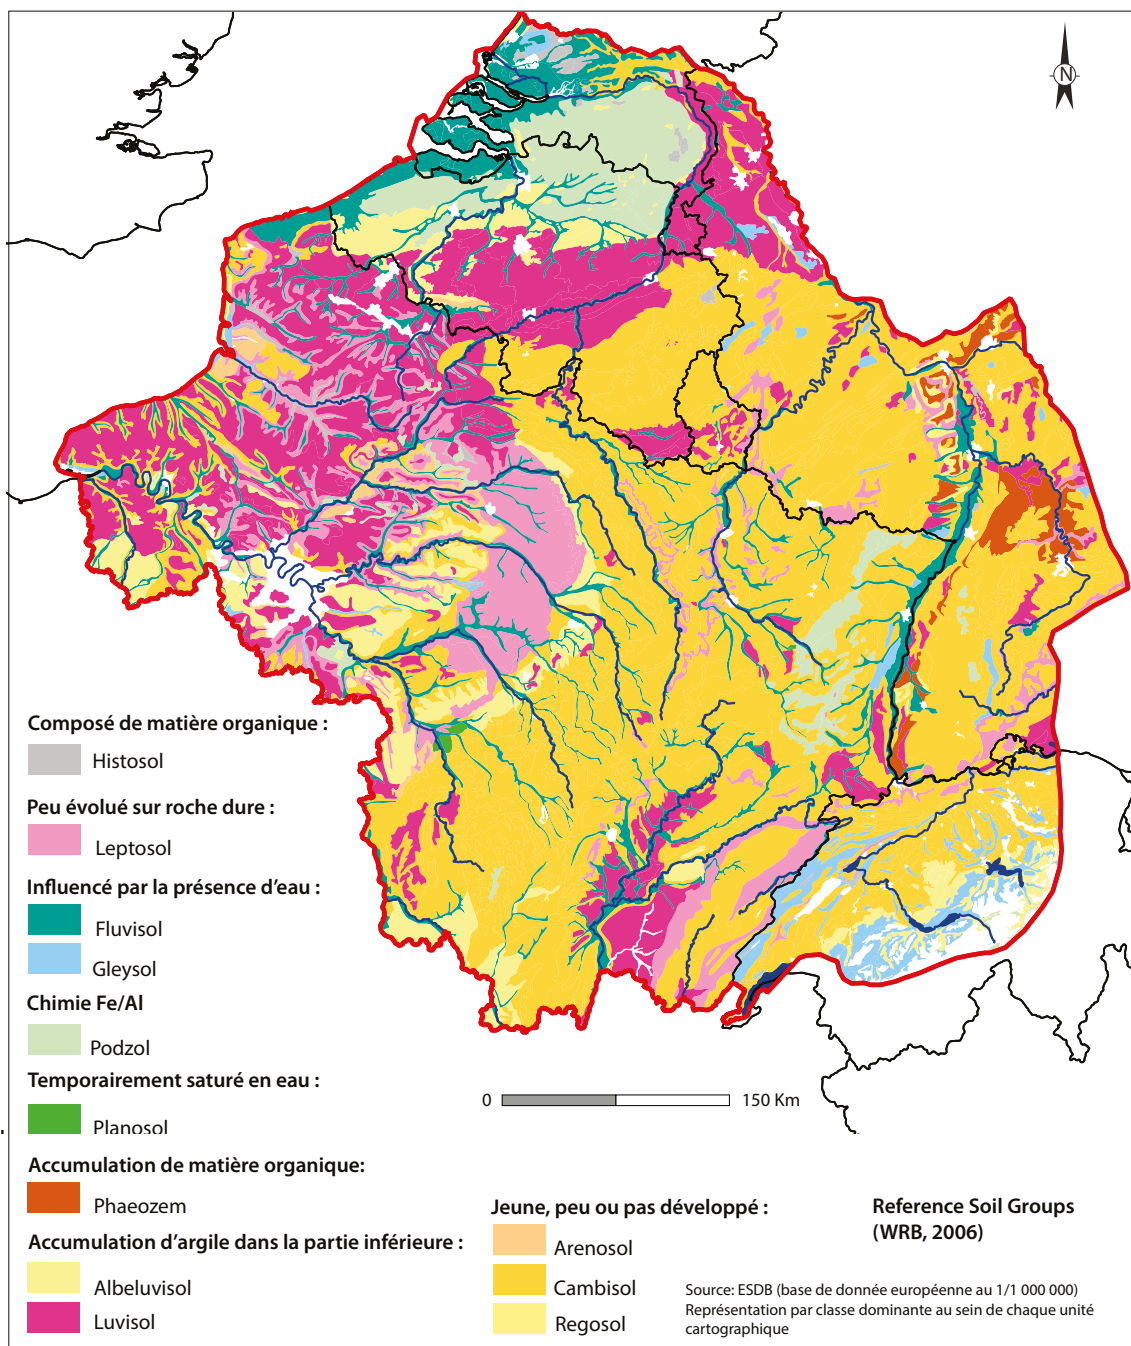 N
Composé de matière organique :
Histosol
Peu évolué sur roche dure :
Leptosol
Influencé par la présence d'eau :
Fluvisol
Gleysol
Chimie Fe/Al
Podzol
Temporairement saturé en eau :
Planosol
0 150 Km
Accumulation de matière organique:
Phaeozem
Accumulation d'argile dans la partie inférieure :
Albeluvisol
Luvisol
Jeune, peu ou pas développé :
Arenosol
Cambisol
Regosol
Reference Soil Groups
(WRB, 2006)
Source: ESDB (base de donnée européenne au 1/1 000 000)
Représentation par classe dominante au sein de chaque unité
cartographique